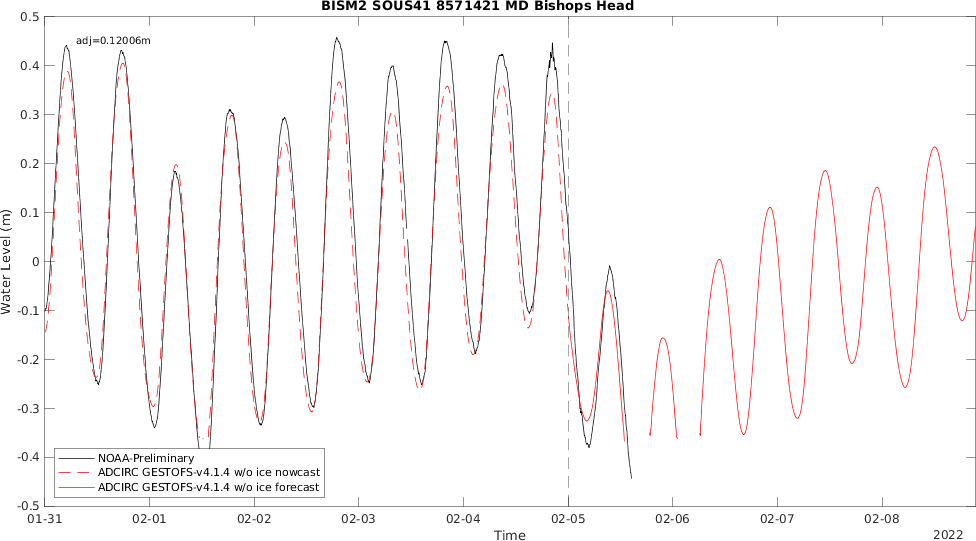 BISM2 SOUS41 8571421 MD Bishops Head
adj=0.12006m
Water Level (m)
0.5
0.4
0.3
0.2
0.1
0
-0.1
-0.2
-0.3
-0.4
-0.5
NOAA-Preliminary
ADCIRC GESTOFS-v4.1.4 w/o ice nowcast
ADCIRC GESTOFS-v4.1.4 w/o ice forecast
01-31 02-01 02-02 02-03 02-04 02-05 02-06 02-07 02-08
Time
2022